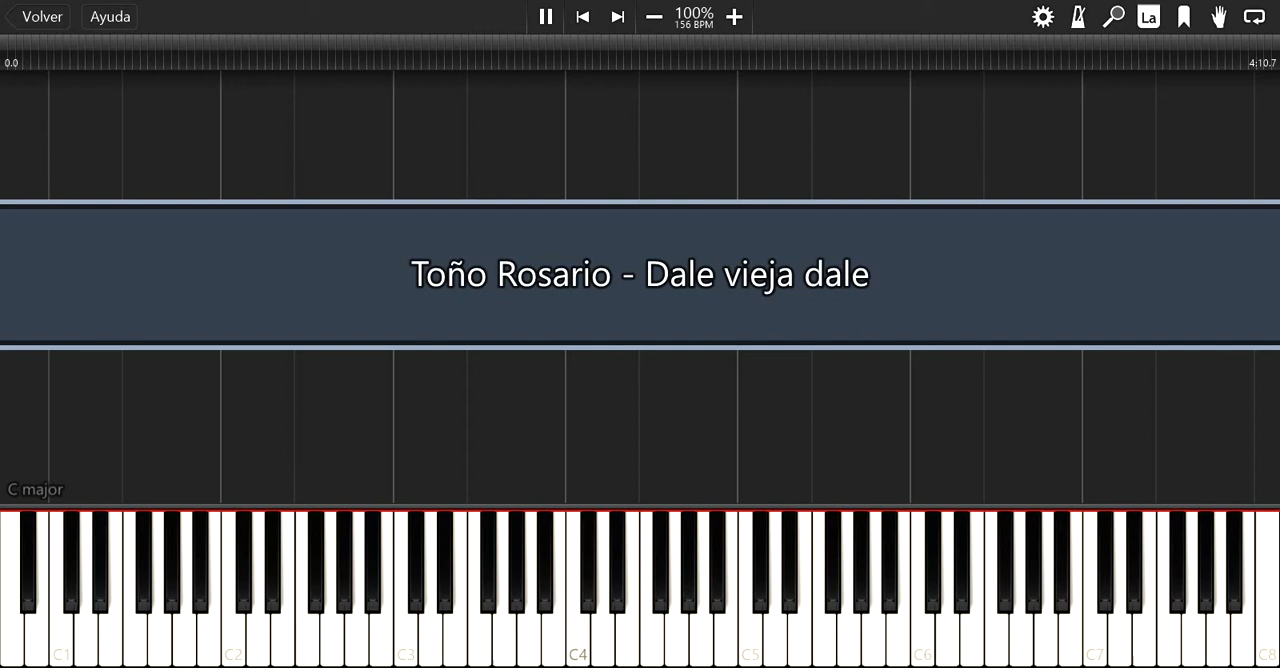 Volver Ayuda 100% La
156 BPM
0.0 4:10.7
Toño Rosario - Dale vieja dale
C major
C1 C2 C3 C4 C5 C6 C7 C8